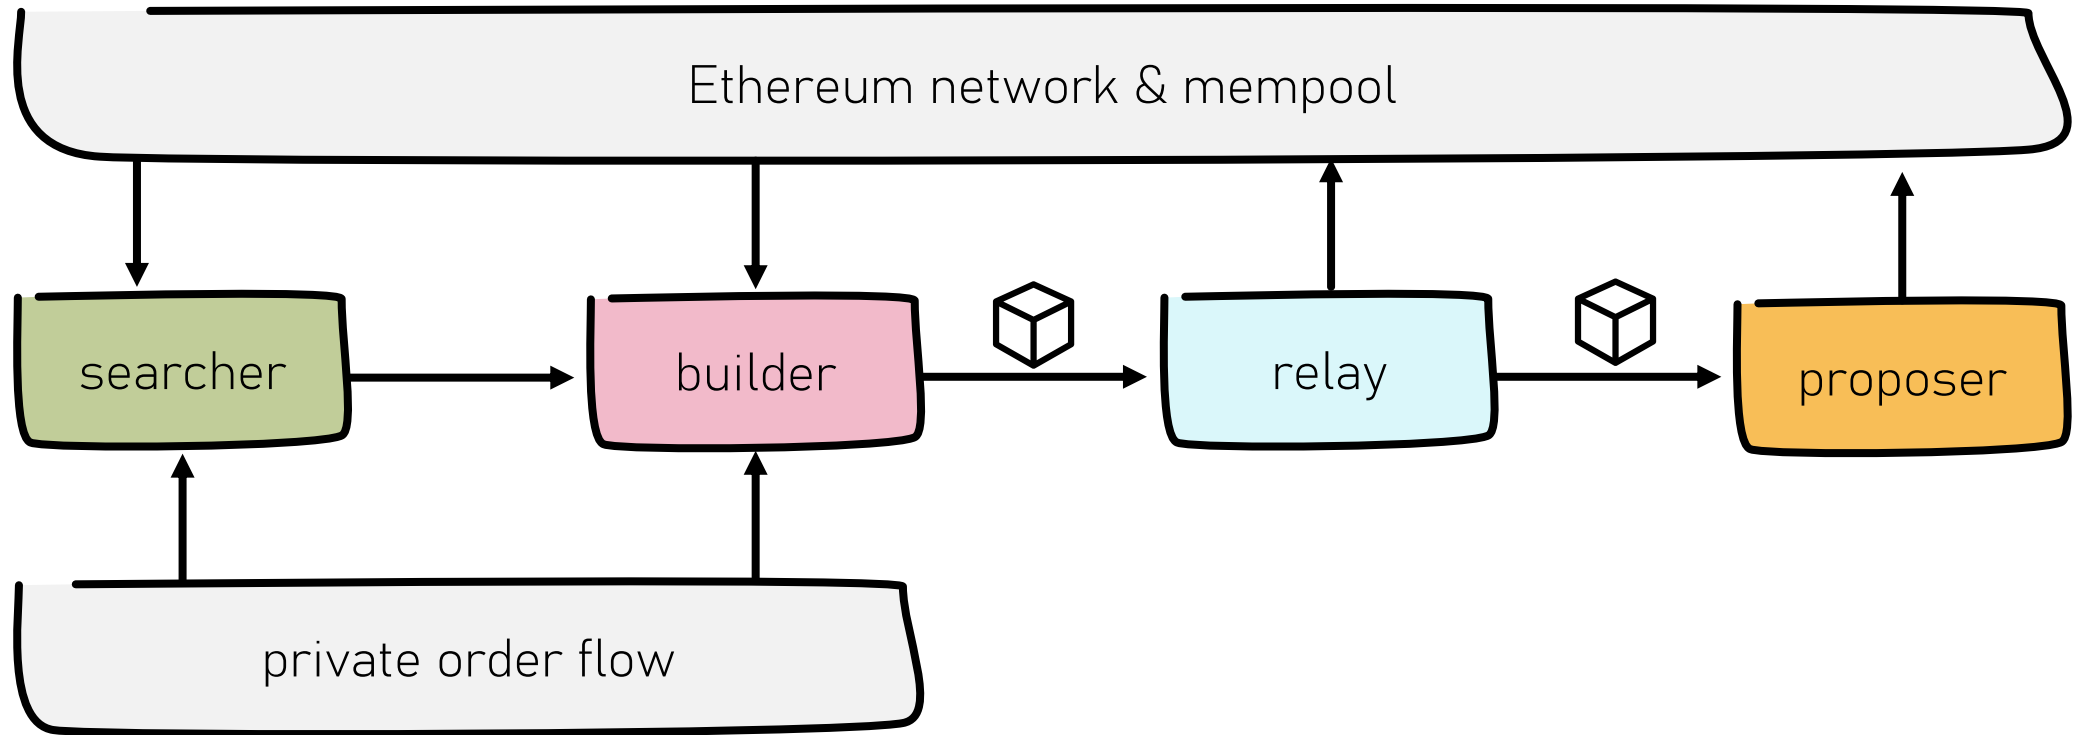 Ethereum network & mempool
searcher
builder
relay
proposer
private order flow